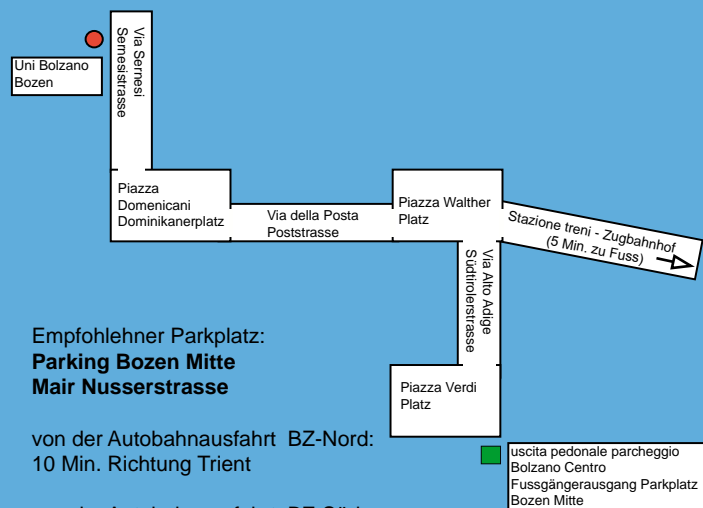 Via Sernesi
Sernesistrasse
Uni Bolzano
Bozen
Piazza
Domenicani
Dominikanerplatz
Via della Posta
Poststrasse
Piazza Walther
Platz
Stazione treni - Zugbahnhof
(5 Min. zu Fuss)
Via Alto Adige
Südtirolerstrasse
Piazza Verdi
Platz
Empfohlehner Parkplatz:
Parking Bozen Mitte
Mair Nusserstrasse
von der Autobahnausfahrt BZ-Nord:
10 Min. Richtung Trient
uscita pedonale parcheggio
Bolzano Centro
Fussgängerausgang Parkplatz
Bozen Mitte